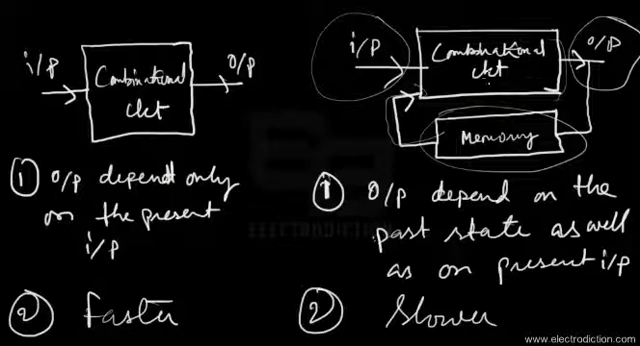 i/p
Combinational
ckt
o/p
① O/P depend only
on the present
i/p
② Faster
i/p
Combinational
ckt
o/p
Memory
① O/P depend on the
past state as well
as on present i/p
② Slower
ELECTRODICTION
www.electrodiction.com